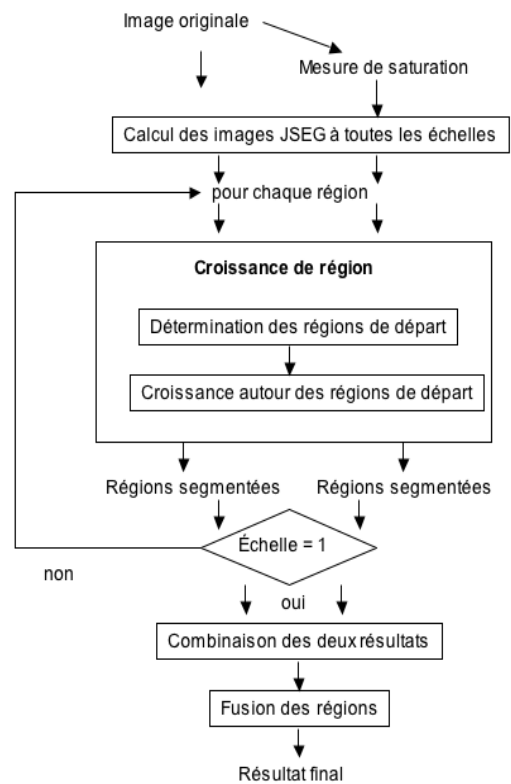 Image originale
Mesure de saturation
Calcul des images JSEG à toutes les échelles
pour chaque région
Croissance de région
Détermination des régions de départ
Croissance autour des régions de départ
Régions segmentées
Régions segmentées
Échelle = 1
non
oui
Combinaison des deux résultats
Fusion des régions
Résultat final